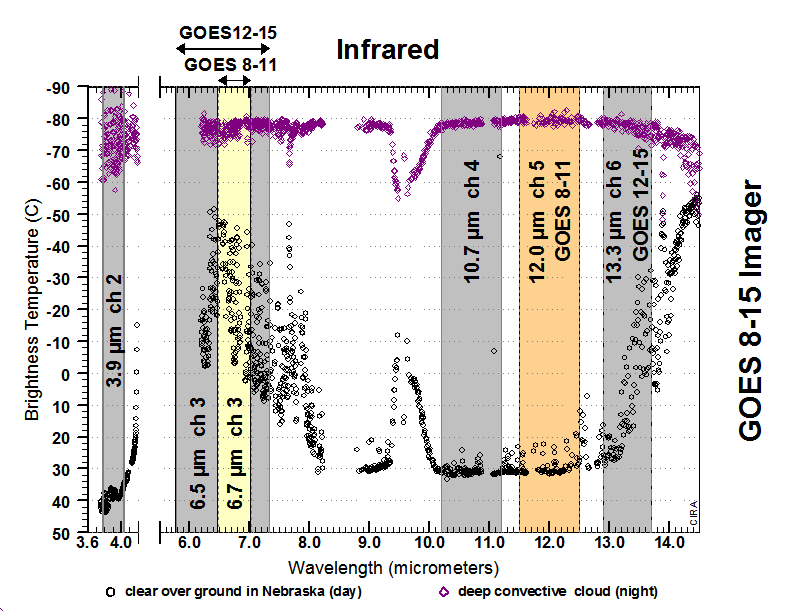 GOES12-15
Infrared
GOES 8-11
-90
-80
-70
-60
-50
-40
-30
-20
-10
0
10
20
30
40
50
Brightness Temperature (C)
3.9 µm ch 2
6.5 µm ch 3
6.7 µm ch 3
10.7 µm ch 4
12.0 µm ch 5
GOES 8-11
13.3 µm ch 6
GOES 12-15
CIRA
GOES 8-15 Imager
3.6 4.0 6.0 7.0 8.0 9.0 10.0 11.0 12.0 13.0 14.0
Wavelength (micrometers)
clear over ground in Nebraska (day) deep convective cloud (night)